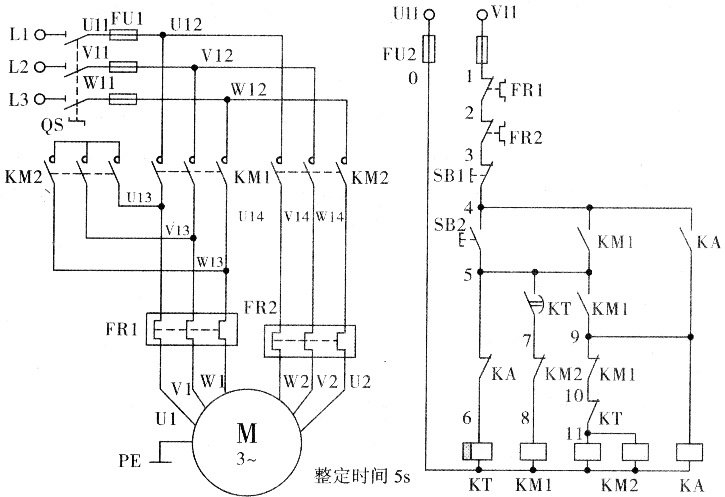 L1 U11 FU1 U12
L2 V11 V12
L3 W11 W12
QS
KM2 KM1 KM2
U13 U14 V14 W14
V13
W13
FR1 FR2
U1 V1 W1 W2 V2 U2
M
3~
PE
整定时间 5s
U11 V11
FU2
0 1 FR1
2 FR2
3
SB1
4
SB2 KM1 KA
5
KT KM1
7 9
KA KM2 KM1
10
KT
6 8 11
KT KM1 KM2 KA